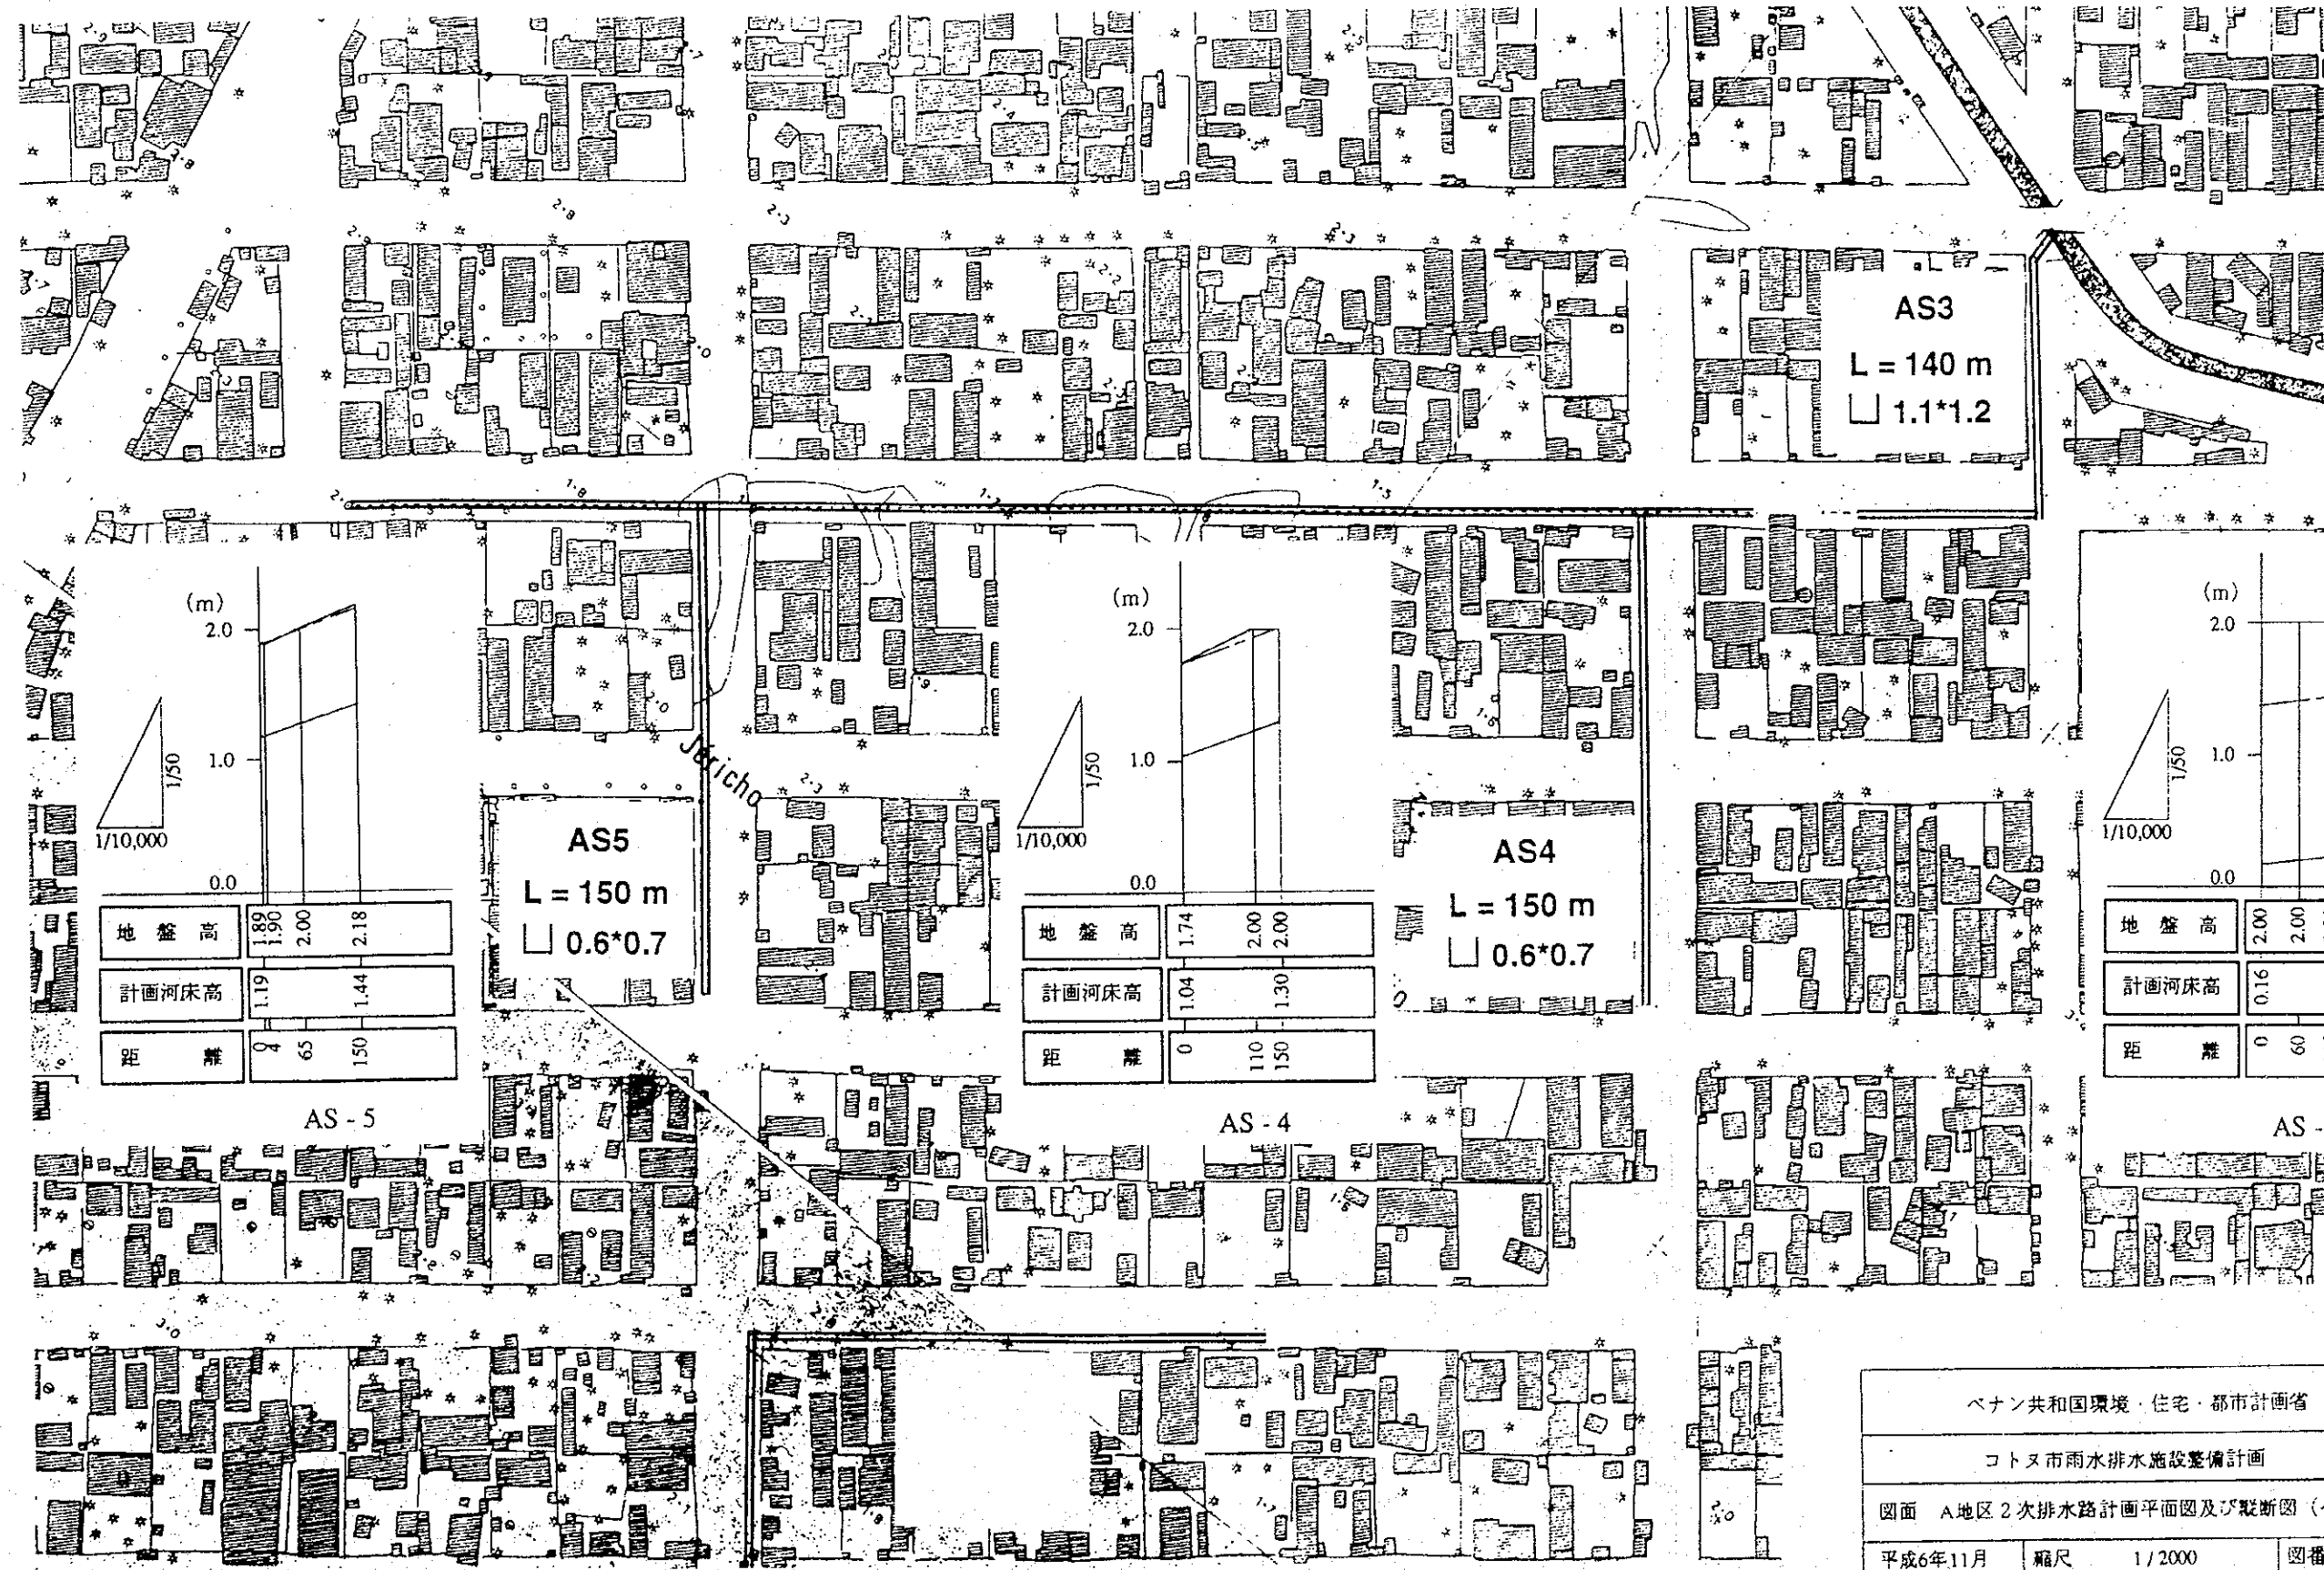 AS3
L = 140 m
1.1*1.2
Jéricho
(m)
2.0
1.0
0.0
1/50
1/10,000
地盤高 1.89 1.90 2.00 2.18
計画河床高 1.19 1.44
距離 0 4 65 150
AS - 5
AS5
L = 150 m
0.6*0.7
(m)
2.0
1.0
0.0
1/50
1/10,000
地盤高 1.74 2.00 2.00
計画河床高 1.04 1.30
距離 0 110 150
AS - 4
AS4
L = 150 m
0.6*0.7
(m)
2.0
1.0
0.0
1/50
1/10,000
地盤高 2.00 2.00
計画河床高 0.16
距離 0 60
AS -
ベナン共和国環境・住宅・都市計画省
コトヌ市雨水排水施設整備計画
図面 A地区2次排水路計画平面図及び縦断図 (
平成6年11月 縮尺 1/2000 図番